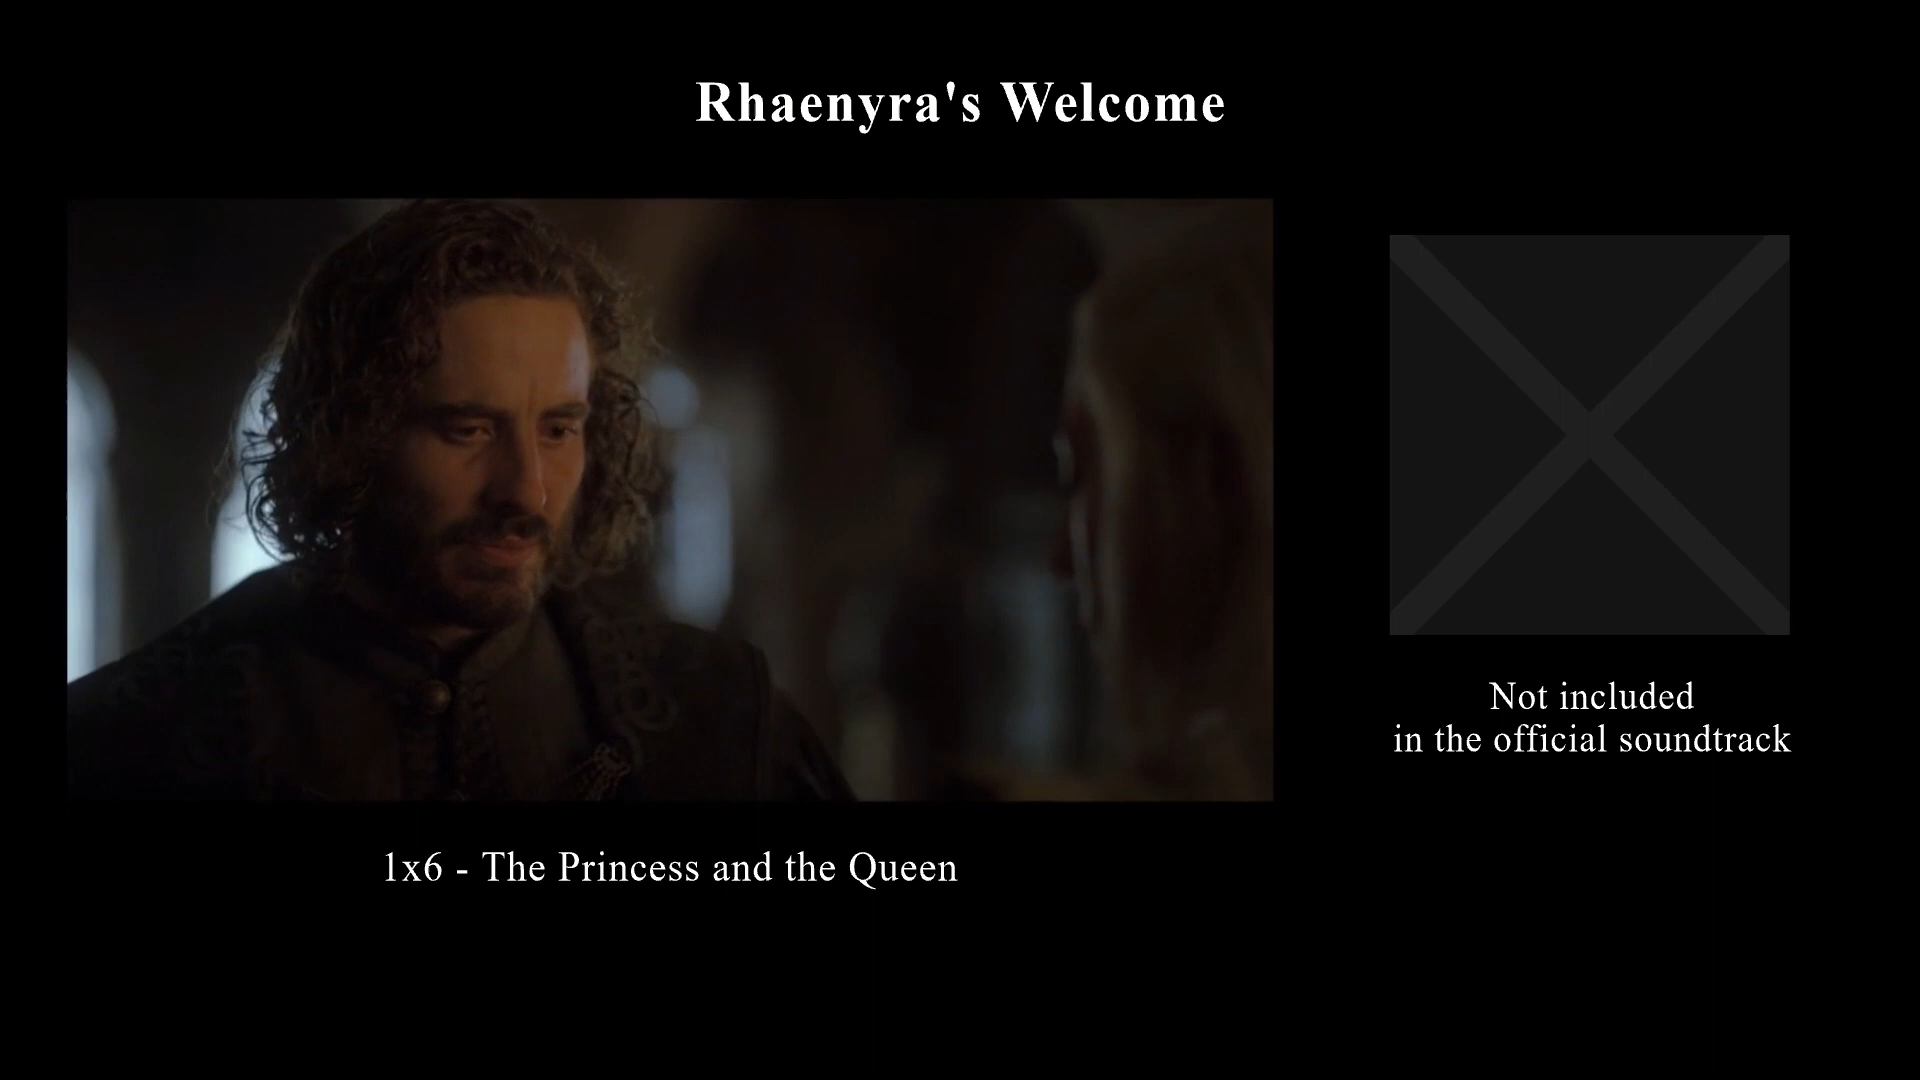 Rhaenyra's Welcome
Not included
in the official soundtrack
1x6 - The Princess and the Queen